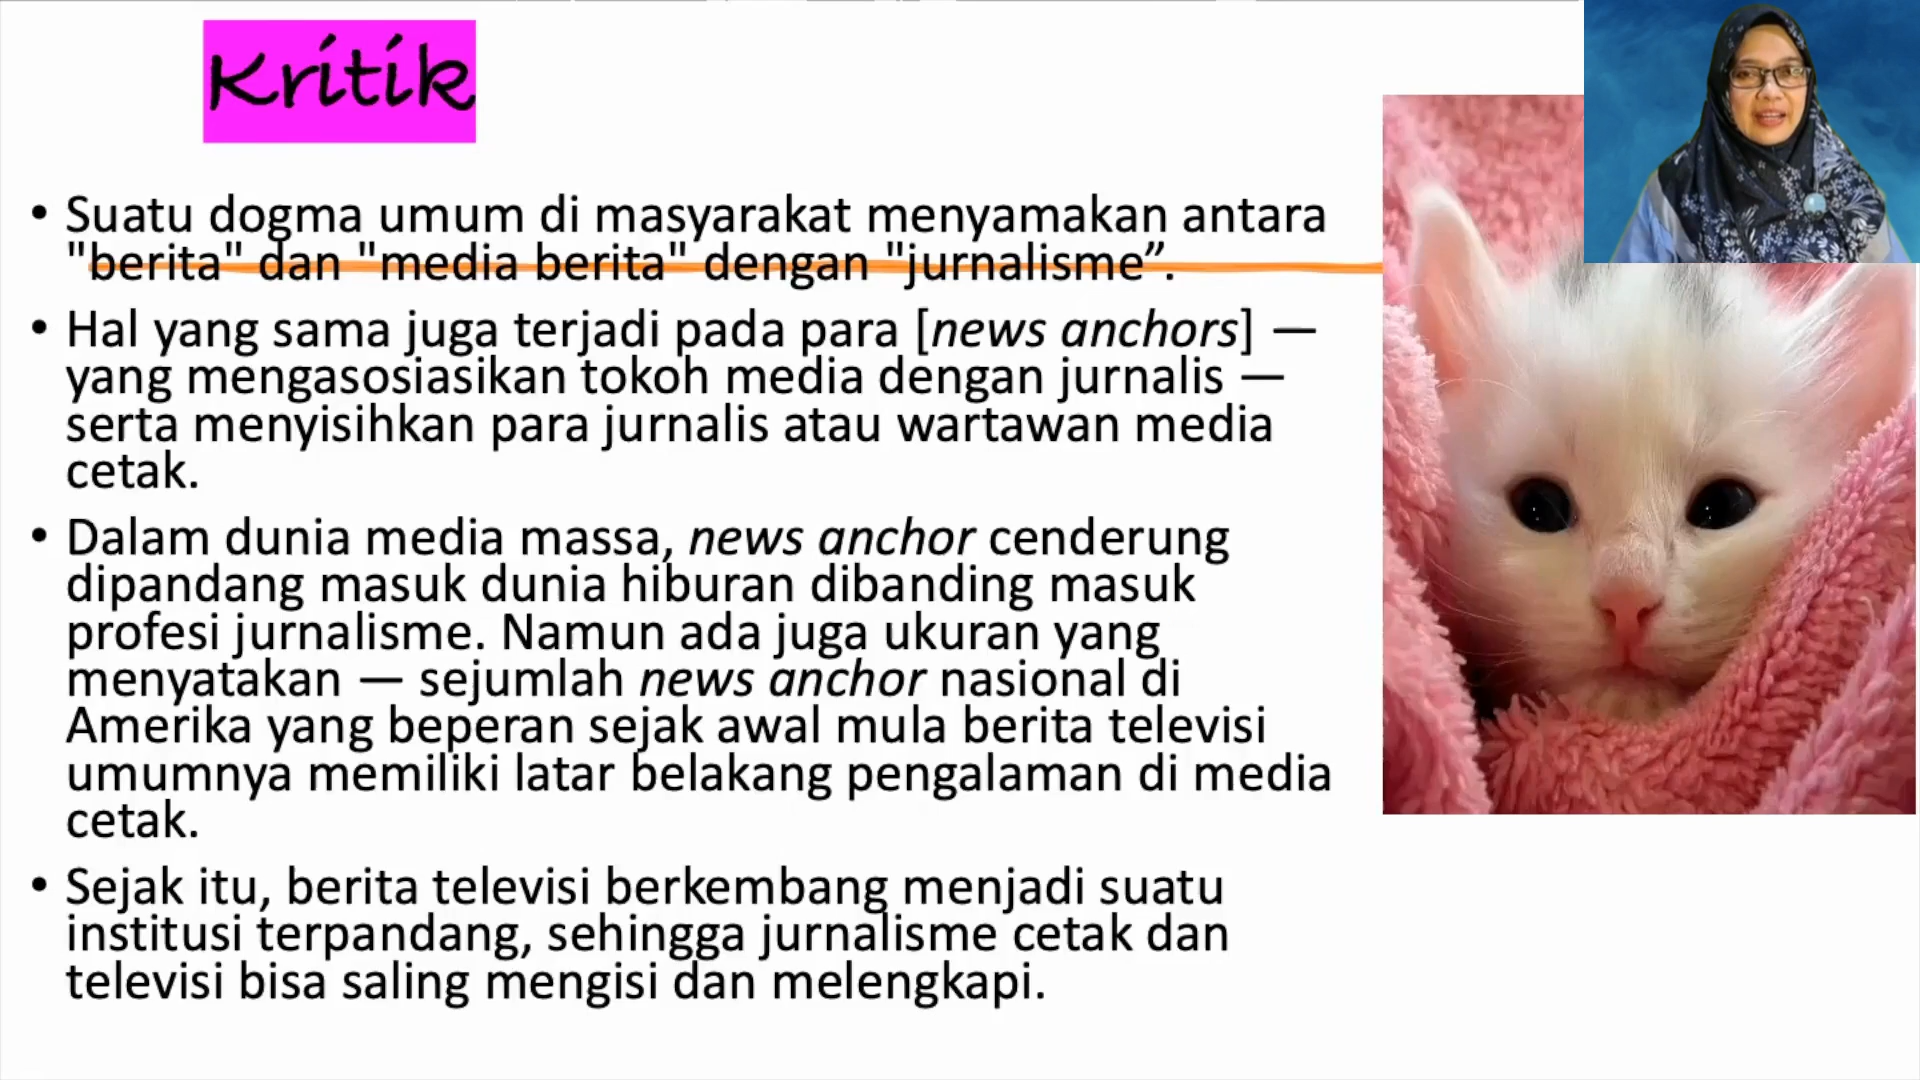 Kritik
• Suatu dogma umum di masyarakat menyamakan antara
"berita" dan "media berita" dengan "jurnalisme”.
• Hal yang sama juga terjadi pada para [news anchors] —
yang mengasosiasikan tokoh media dengan jurnalis —
serta menyisihkan para jurnalis atau wartawan media
cetak.
• Dalam dunia media massa, news anchor cenderung
dipandang masuk dunia hiburan dibanding masuk
profesi jurnalisme. Namun ada juga ukuran yang
menyatakan — sejumlah news anchor nasional di
Amerika yang beperan sejak awal mula berita televisi
umumnya memiliki latar belakang pengalaman di media
cetak.
• Sejak itu, berita televisi berkembang menjadi suatu
institusi terpandang, sehingga jurnalisme cetak dan
televisi bisa saling mengisi dan melengkapi.